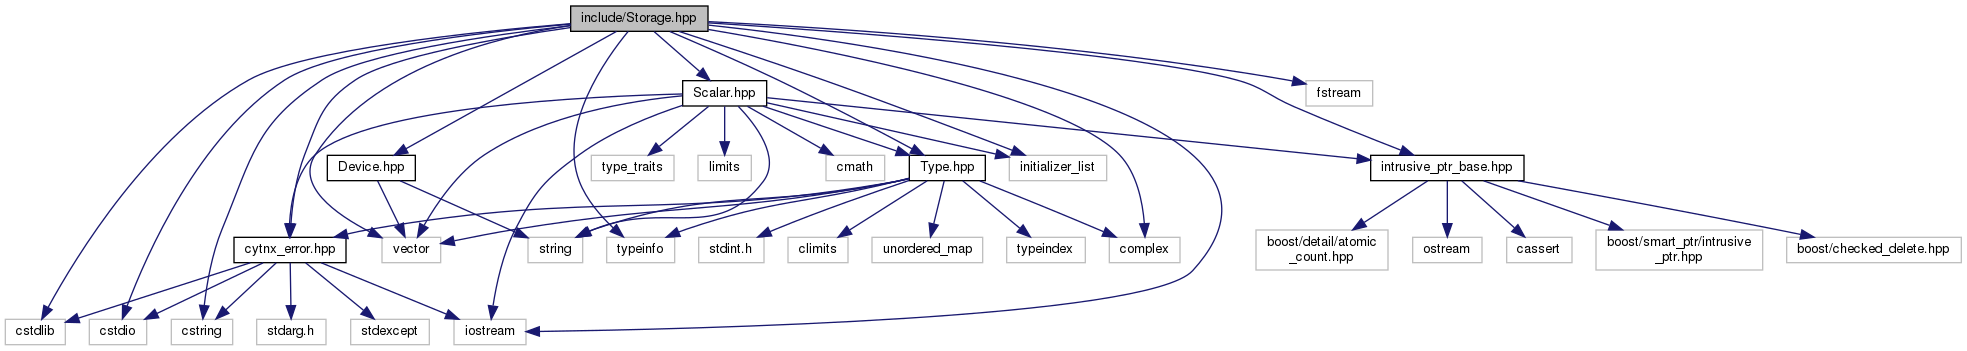 include/Storage.hpp
Scalar.hpp
fstream
Device.hpp
type_traits
limits
cmath
Type.hpp
initializer_list
intrusive_ptr_base.hpp
cytnx_error.hpp
vector
string
typeinfo
stdint.h
climits
unordered_map
typeindex
complex
boost/detail/atomic
_count.hpp
ostream
cassert
boost/smart_ptr/intrusive
_ptr.hpp
boost/checked_delete.hpp
cstdlib
cstdio
cstring
stdarg.h
stdexcept
iostream